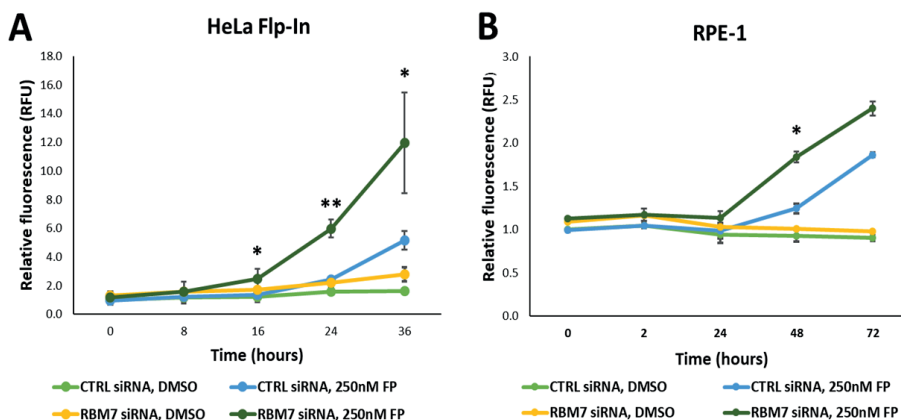 A
HeLa Flp-In
Relative fluorescence (RFU)
18.0
16.0
14.0
12.0
10.0
8.0
6.0
4.0
2.0
0.0
*
**
*
0 8 16 24 36
Time (hours)
CTRL siRNA, DMSO CTRL siRNA, 250nM FP
RBM7 siRNA, DMSO RBM7 siRNA, 250nM FP
B
RPE-1
Relative fluorescence (RFU)
3.0
2.5
2.0
1.5
1.0
0.5
0.0
*
0 2 24 48 72
Time (hours)
CTRL siRNA, DMSO CTRL siRNA, 250nM FP
RBM7 siRNA, DMSO RBM7 siRNA, 250nM FP